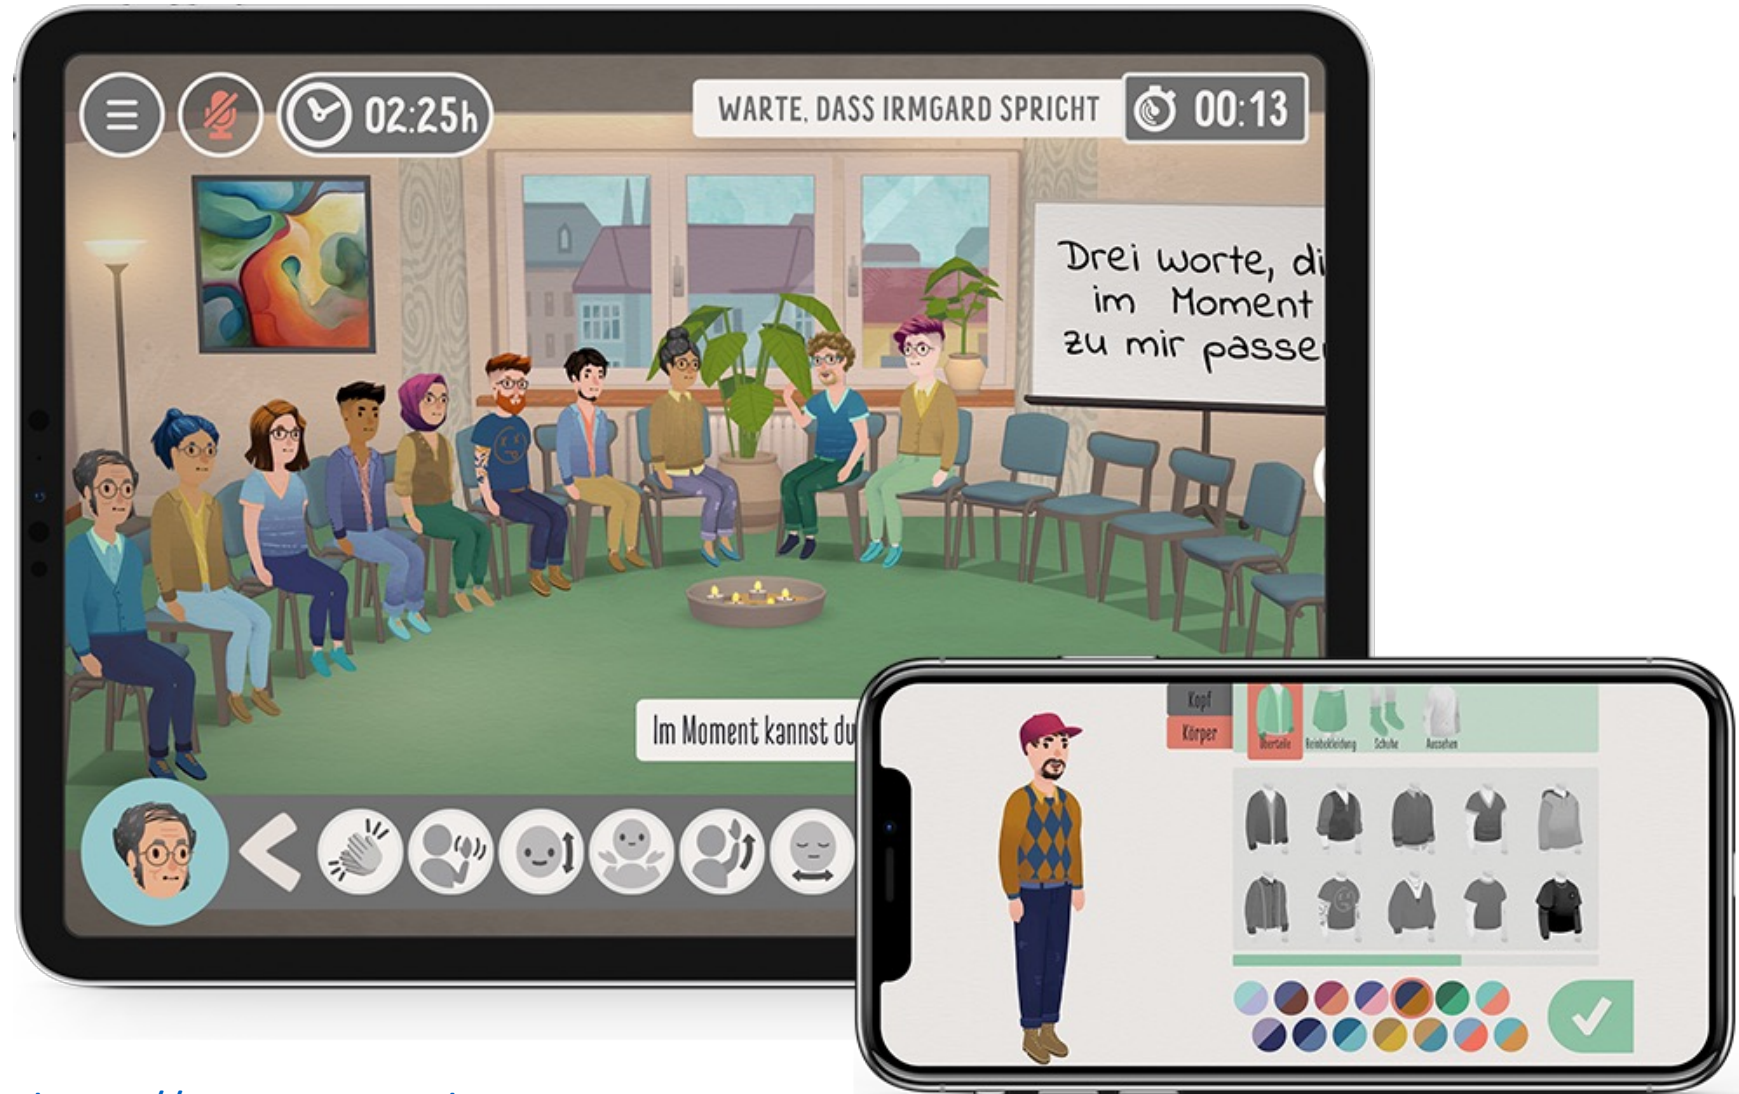 02:25h
WARTE, DASS IRMGARD SPRICHT
00:13
Drei Worte, di
im Moment
zu mir passe
Im Moment kannst du
Kopf
Körper
Oberteile
Beinbekleidung
Schuhe
Aussehen
//